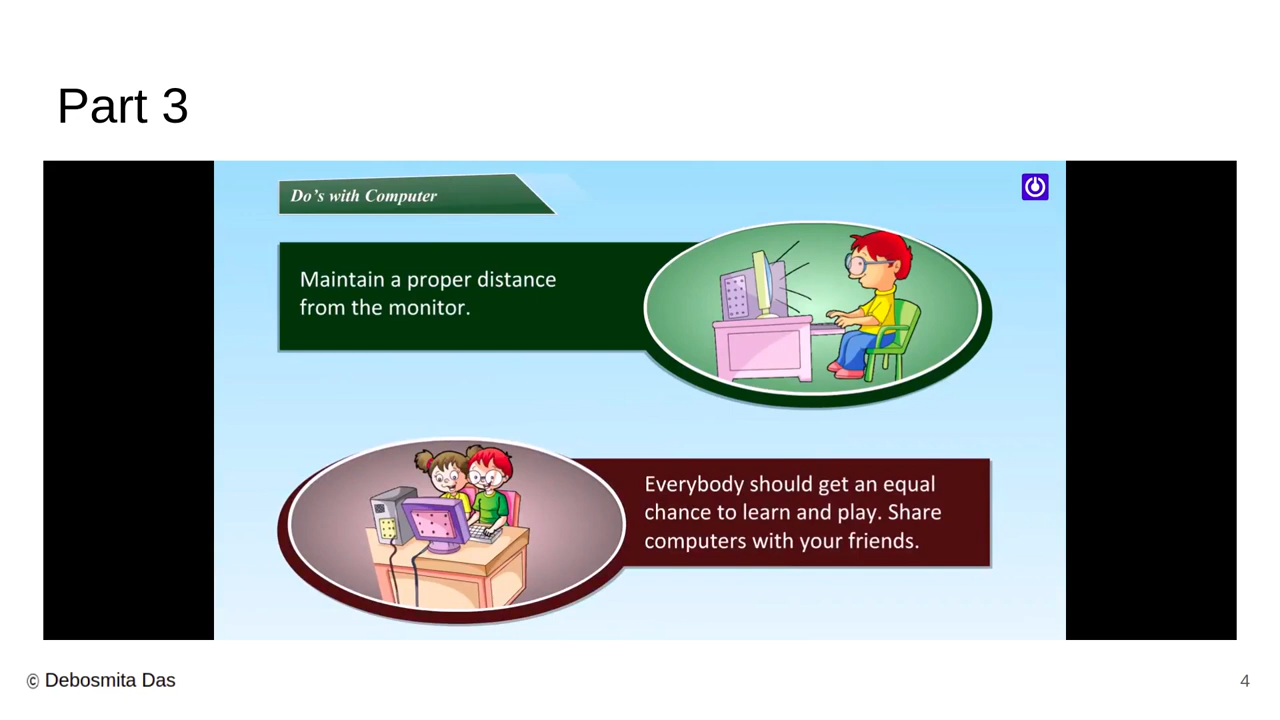 Part 3
Do's with Computer
Maintain a proper distance
from the monitor.
Everybody should get an equal
chance to learn and play. Share
computers with your friends.
© Debosmita Das
4